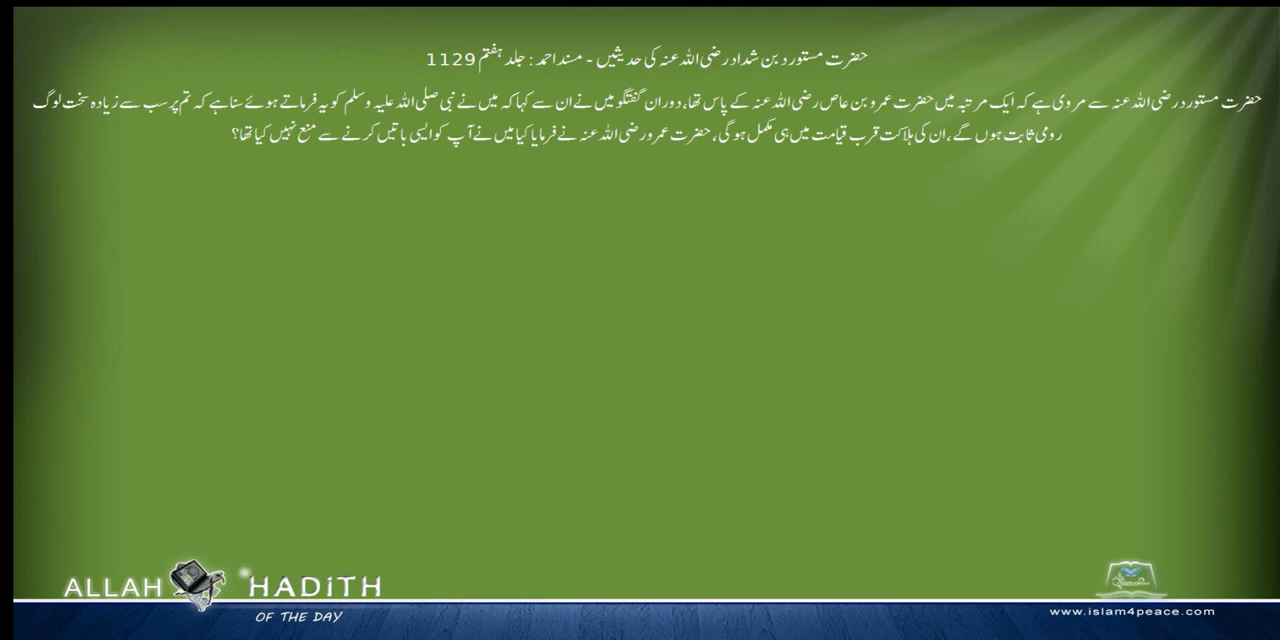 حضرت مستورد بن شداد رضی اللہ عنہ کی حدیثیں - مسند احمد : جلد ہفتم 1129
حضرت مستورد رضی اللہ عنہ سے مروی ہے کہ ایک مرتبہ میں حضرت عمرو بن عاص رضی اللہ عنہ کے پاس تھا، دوران گفتگو میں نے ان سے کہا کہ میں نے نبی صلی اللہ علیہ وسلم کو یہ فرماتے ہوئے سنا ہے کہ تم پر سب سے زیادہ سخت لوگ
رومی ثابت ہوں گے، ان کی ہلاکت قرب قیامت میں ہی مکمل ہوگی، حضرت عمرو رضی اللہ عنہ نے فرمایا کیا میں نے آپ کو ایسی باتیں کرنے سے منع نہیں کیا تھا؟
ALLAH HADITH
OF THE DAY
www.islam4peace.com